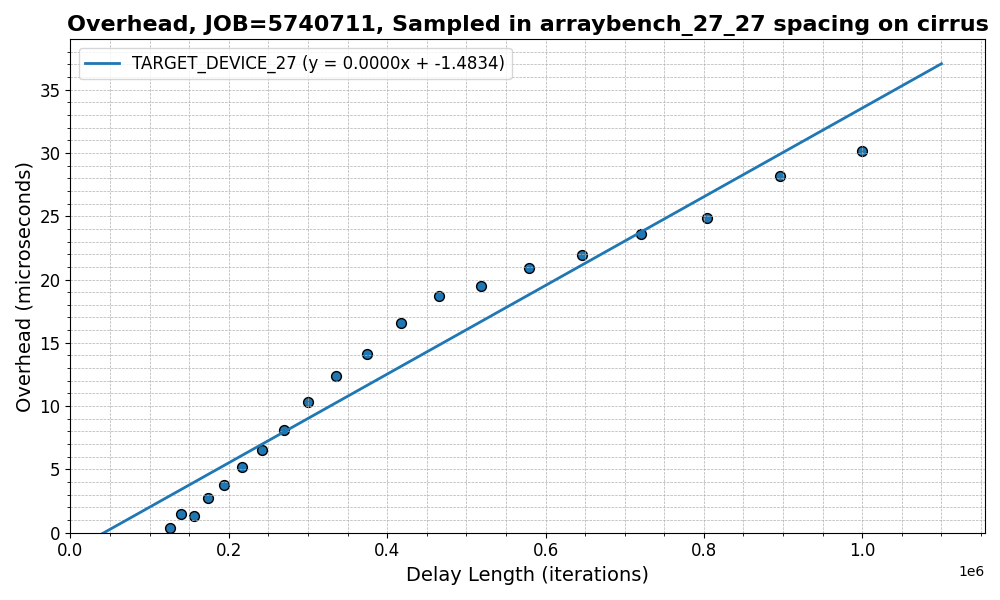 Overhead, JOB=5740711, Sampled in arraybench_27_27 spacing on cirrus
TARGET_DEVICE_27 (y = 0.0000x + -1.4834)
Overhead (microseconds)
35
30
25
20
15
10
5
0
0.0 0.2 0.4 0.6 0.8 1.0
1e6
Delay Length (iterations)